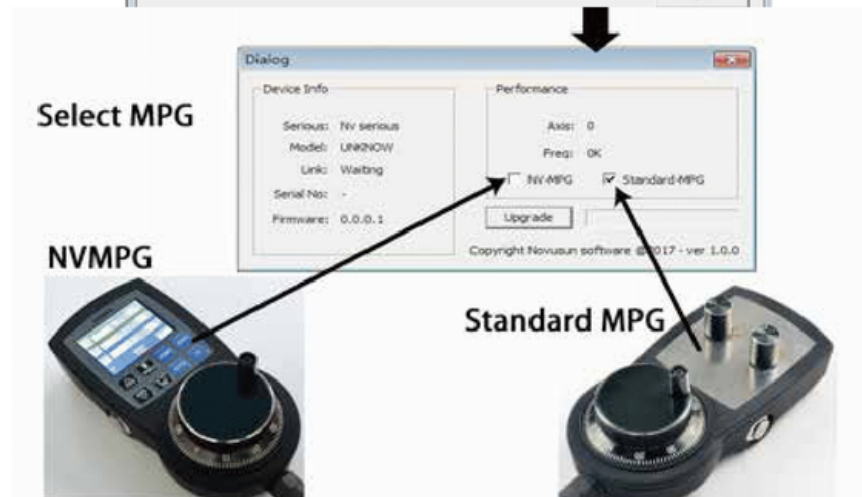 Dialog
Select MPG
Device Info
Serious: Nv serious
Model: UNKNOW
Link: Waiting
Serial No: -
Firmware: 0.0.0.1
Performance
Axis: 0
Freq: 0K
NV-MPG Standard-MPG
Upgrade
Copyright Novusun software @2017 - ver 1.0.0
NVMPG
Standard MPG